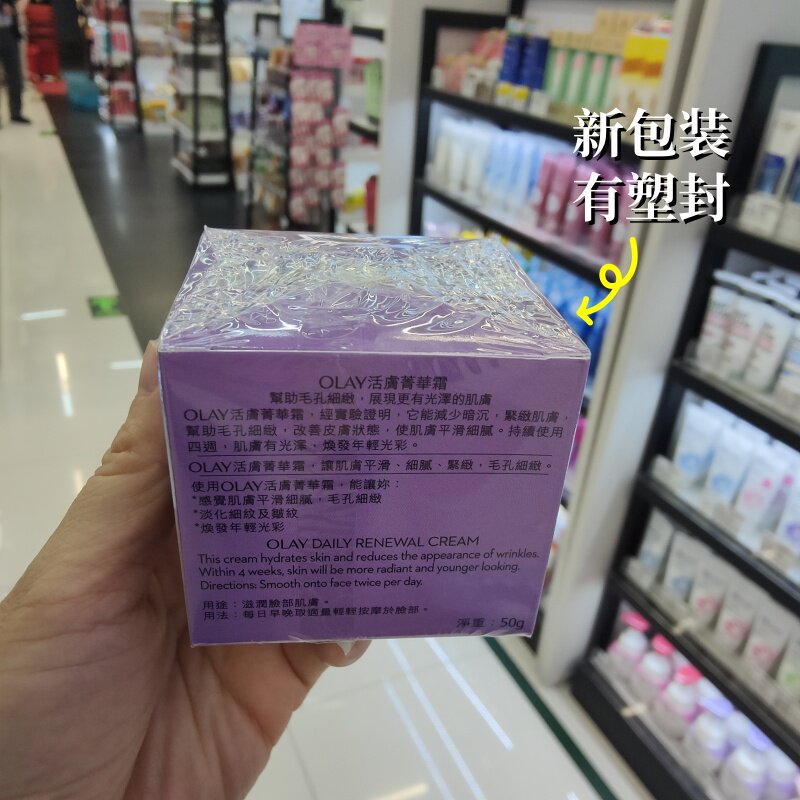 新包裝
有塑封
OLAY活膚菁華霜
幫助毛孔細緻，展現更有光澤的肌膚
OLAY活膚菁華霜，經實驗證明，它能減少暗沉，緊緻肌膚，
幫助毛孔細緻，改善皮膚狀態，使肌膚平滑細膩。持續使用
四週，肌膚有光澤、煥發年輕光彩。
OLAY活膚菁華霜，讓肌膚平滑、細膩、緊緻，毛孔細緻。
使用OLAY活膚菁華霜，能讓妳：
*感覺肌膚平滑細膩，毛孔細緻
*淡化細紋及皺紋
*煥發年輕光彩
OLAY DAILY RENEWAL CREAM
This cream hydrates skin and reduces the appearance of wrinkles.
Within 4 weeks, skin will be more radiant and younger looking.
Directions: Smooth onto face twice per day.
用途：滋潤臉部肌膚。
用法：每日早晚取適量輕輕按摩於臉部。
淨重：50g